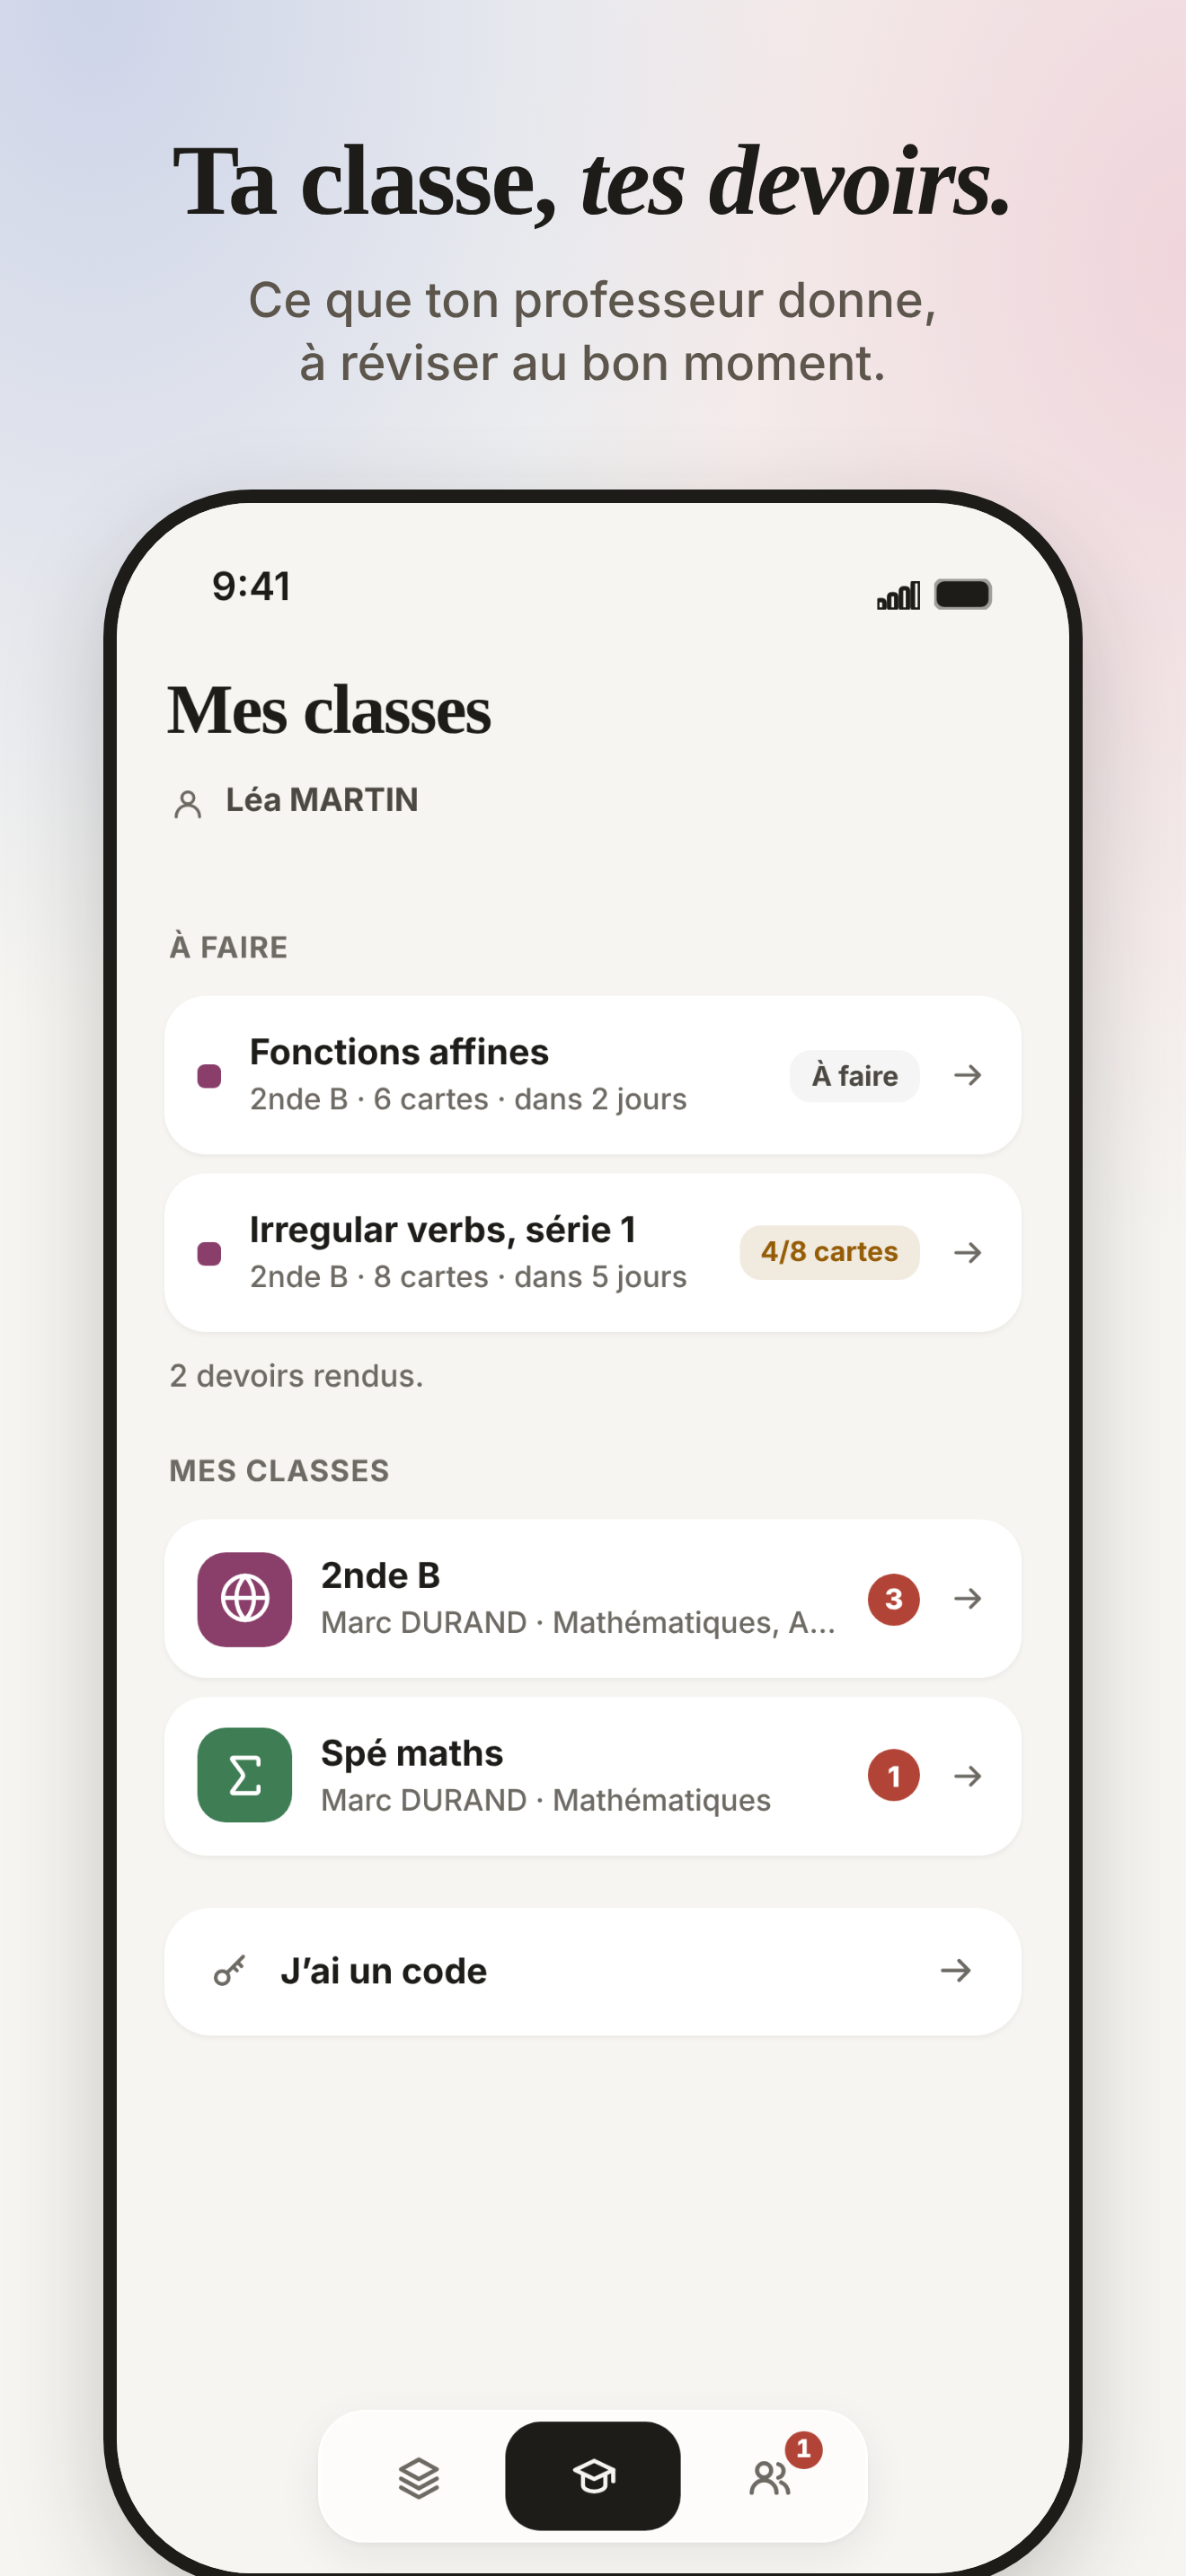 Ta classe, tes devoirs.
Ce que ton professeur donne,
à réviser au bon moment.
9:41
Mes classes
Léa MARTIN
À FAIRE
Fonctions affines
2nde B · 6 cartes · dans 2 jours
À faire
Irregular verbs, série 1
2nde B · 8 cartes · dans 5 jours
4/8 cartes
2 devoirs rendus.
MES CLASSES
2nde B
Marc DURAND · Mathématiques, A...
3
Spé maths
Marc DURAND · Mathématiques
1
J’ai un code
1